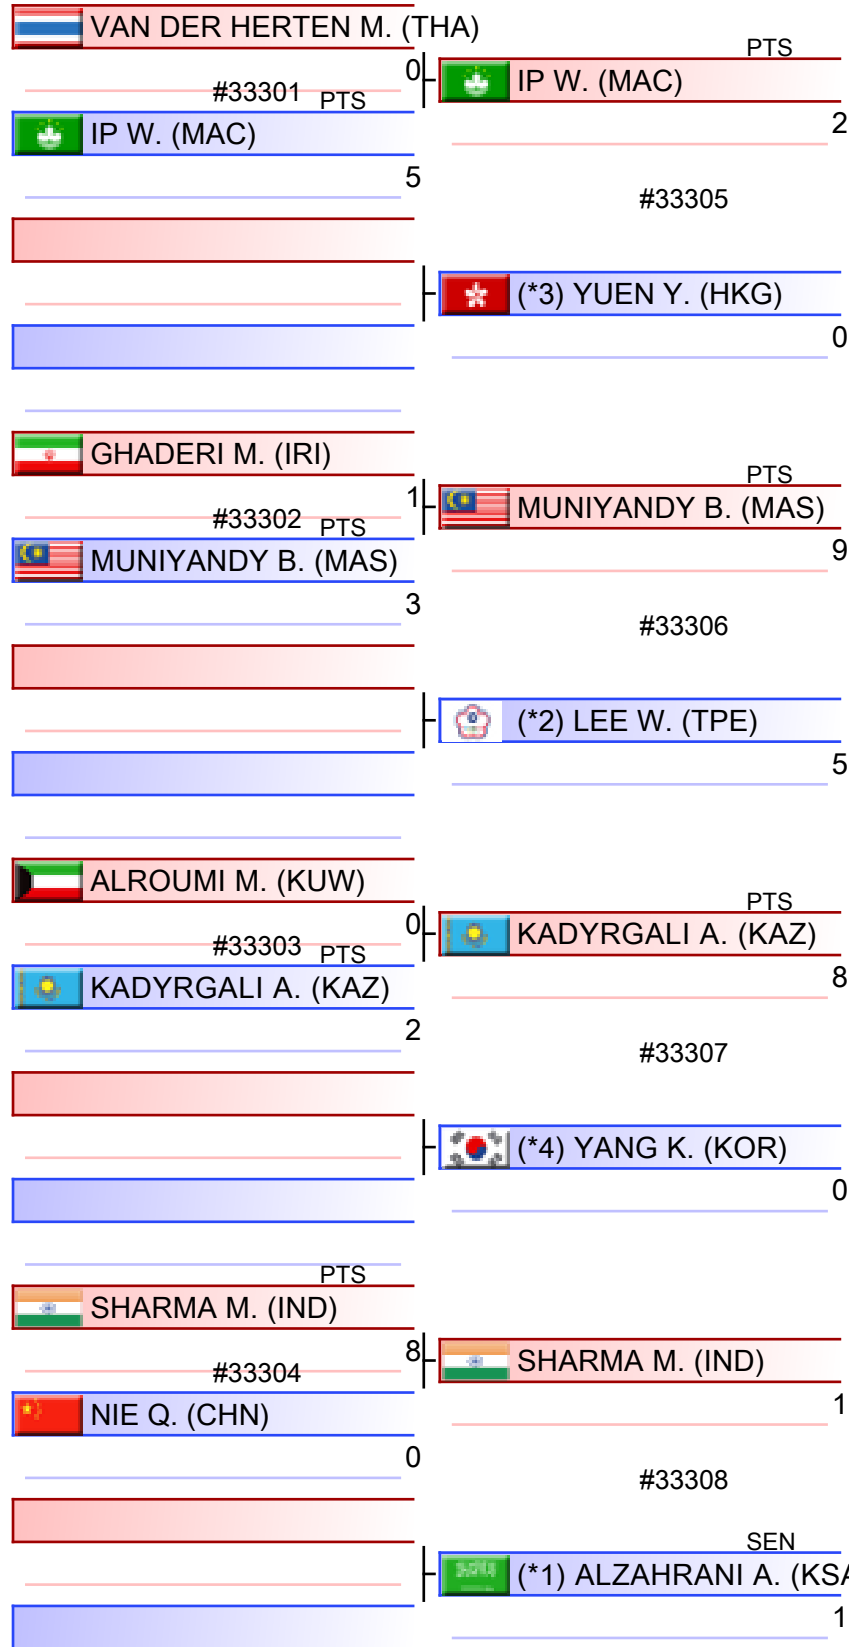 VAN DER HERTEN M. (THA)
0
#33301 PTS
IP W. (MAC)
5
GHADERI M. (IRI)
1
#33302 PTS
MUNIYANDY B. (MAS)
3
ALROUMI M. (KUW)
0
#33303 PTS
KADYRGALI A. (KAZ)
2
PTS
SHARMA M. (IND)
8
#33304
NIE Q. (CHN)
0
PTS
IP W. (MAC)
2
#33305
(*3) YUEN Y. (HKG)
0
PTS
MUNIYANDY B. (MAS)
9
#33306
(*2) LEE W. (TPE)
5
PTS
KADYRGALI A. (KAZ)
8
#33307
(*4) YANG K. (KOR)
0
SHARMA M. (IND)
1
#33308
SEN
(*1) ALZAHRANI A. (KSA
1